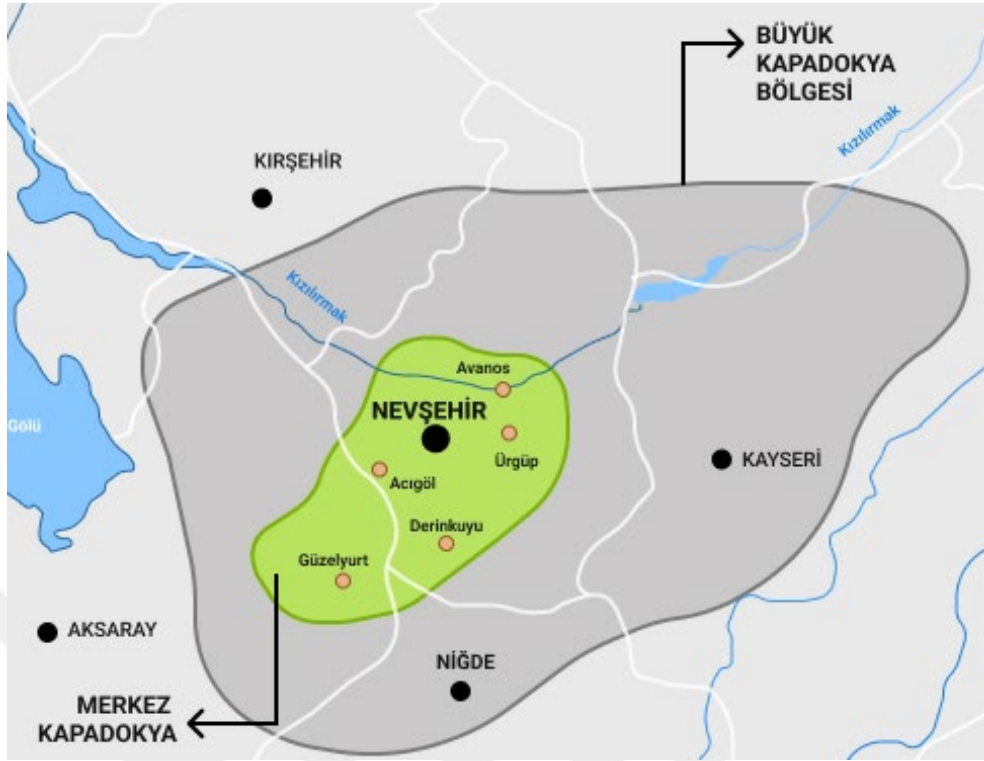 BÜYÜK
KAPADOKYA
BÖLGESİ
Kızılırmak
KIRŞEHİR
Kızılırmak
Avanos
NEVŞEHİR
Gölü
Ürgüp
KAYSERİ
Acıgöl
Derinkuyu
Güzelyurt
AKSARAY
NİĞDE
MERKEZ
KAPADOKYA